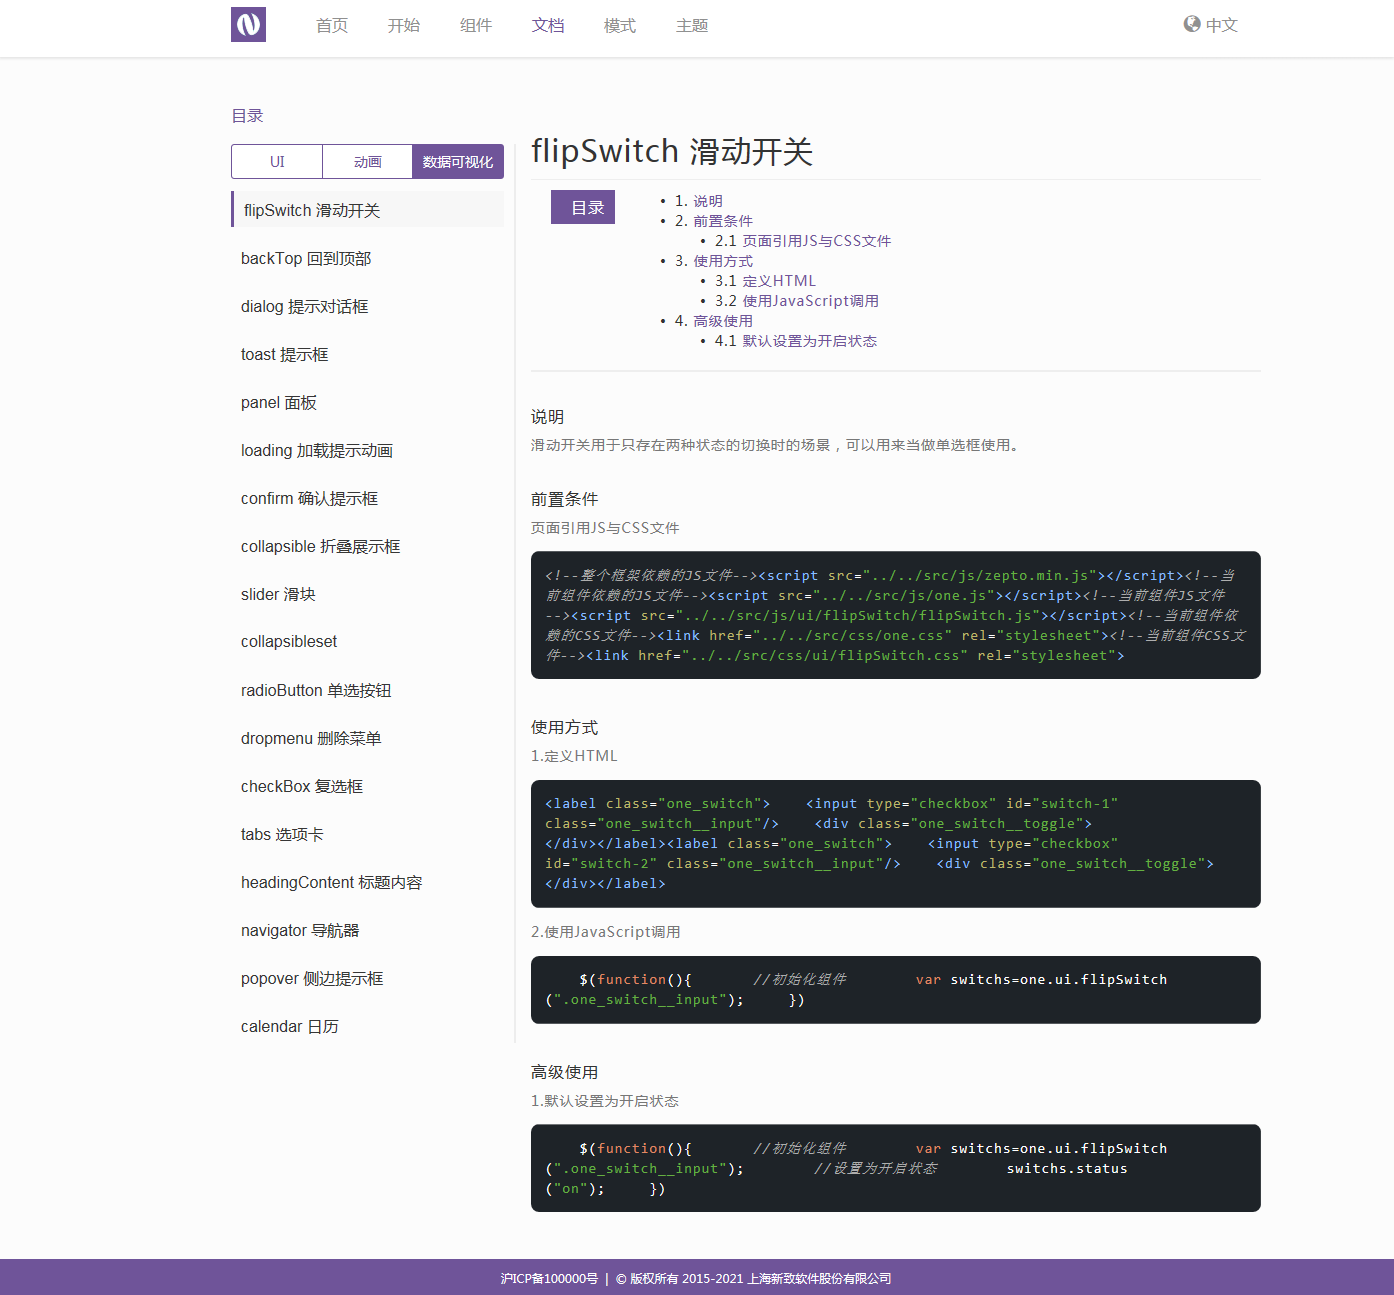 首页 开始 组件 文档 模式 主题 中文
目录
UI 动画 数据可视化
flipSwitch 滑动开关
backTop 回到顶部
dialog 提示对话框
toast 提示框
panel 面板
loading 加载提示动画
confirm 确认提示框
collapsible 折叠展示框
slider 滑块
collapsibleset
radioButton 单选按钮
dropmenu 删除菜单
checkBox 复选框
tabs 选项卡
headingContent 标题内容
navigator 导航器
popover 侧边提示框
calendar 日历
flipSwitch 滑动开关
目录
• 1. 说明
• 2. 前置条件
• 2.1 页面引用JS与CSS文件
• 3. 使用方式
• 3.1 定义HTML
• 3.2 使用JavaScript调用
• 4. 高级使用
• 4.1 默认设置为开启状态
说明
滑动开关用于只存在两种状态的切换时的场景，可以用来当做单选框使用。
前置条件
页面引用JS与CSS文件
<!--整个框架依赖的JS文件--><script src="../../src/js/zepto.min.js"></script><!--当
前组件依赖的JS文件--><script src="../../src/js/one.js"></script><!--当前组件JS文件
--><script src="../../src/js/ui/flipSwitch/flipSwitch.js"></script><!--当前组件依
赖的CSS文件--><link href="../../src/css/one.css" rel="stylesheet"><!--当前组件CSS文
件--><link href="../../src/css/ui/flipSwitch.css" rel="stylesheet">
使用方式
1.定义HTML
<label class="one_switch">    <input type="checkbox" id="switch-1"
class="one_switch__input"/>    <div class="one_switch__toggle">
</div></label><label class="one_switch">    <input type="checkbox"
id="switch-2" class="one_switch__input"/>    <div class="one_switch__toggle">
</div></label>
2.使用JavaScript调用
$(function(){       //初始化组件        var switchs=one.ui.flipSwitch
(".one_switch__input");     })
高级使用
1.默认设置为开启状态
$(function(){       //初始化组件        var switchs=one.ui.flipSwitch
(".one_switch__input");        //设置为开启状态        switchs.status
("on");     })
沪ICP备100000号 | © 版权所有 2015-2021 上海新致软件股份有限公司